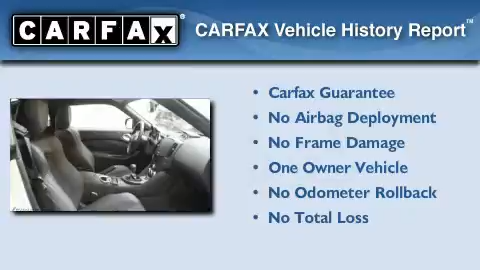 CARFAX® CARFAX Vehicle History Report™
• Carfax Guarantee
• No Airbag Deployment
• No Frame Damage
• One Owner Vehicle
• No Odometer Rollback
• No Total Loss